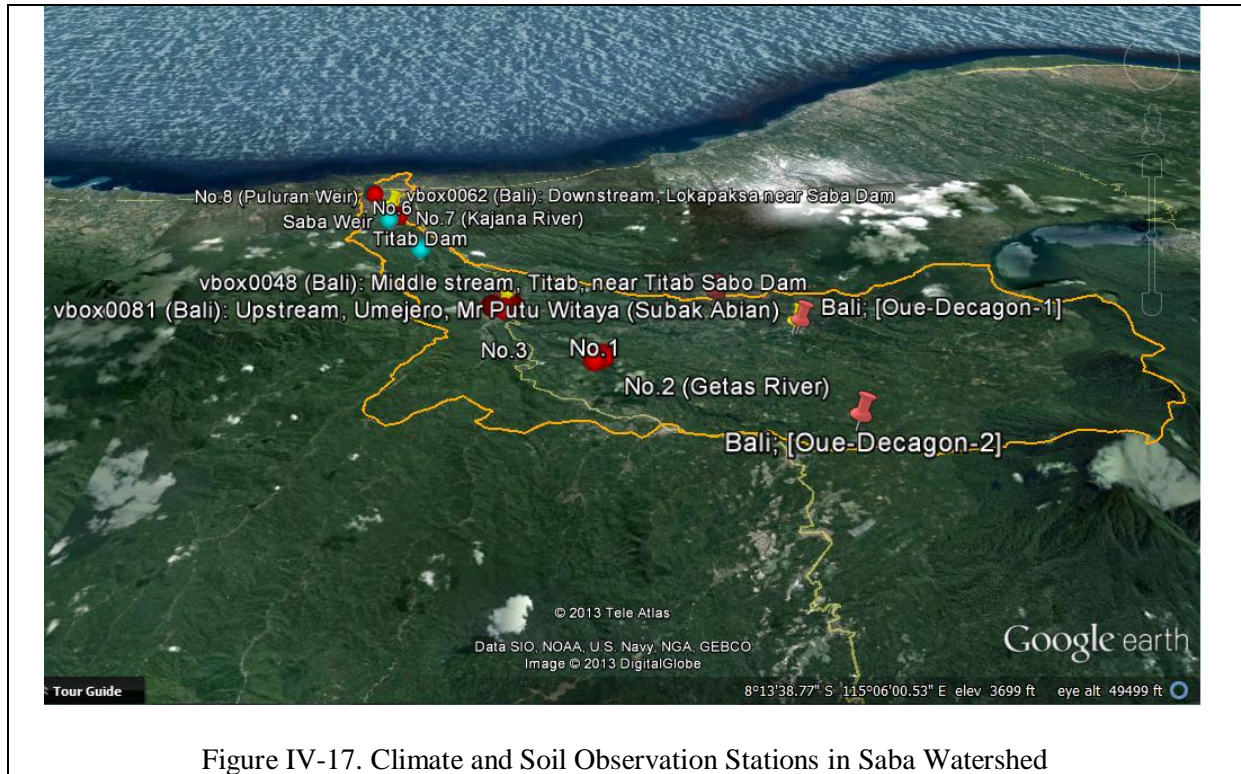 No.8 (Puluran Weir)
vbox0062 (Bali): Downstream, Lokapaksa near Saba Dam
No.6
Saba Weir
No.7 (Kajana River)
Titab Dam
vbox0048 (Bali): Middle stream, Titab, near Titab Sabo Dam
vbox0081 (Bali): Upstream, Umejero, Mr Putu Witaya (Subak Abian)
Bali; [Oue-Decagon-1]
No.3
No.1
No.2 (Getas River)
Bali; [Oue-Decagon-2]
© 2013 Tele Atlas
Data SIO, NOAA, U.S. Navy, NGA, GEBCO
Image © 2013 DigitalGlobe
Google earth
Tour Guide
8°13'38.77" S 115°06'00.53" E elev 3699 ft eye alt 49499 ft
Figure IV-17. Climate and Soil Observation Stations in Saba Watershed